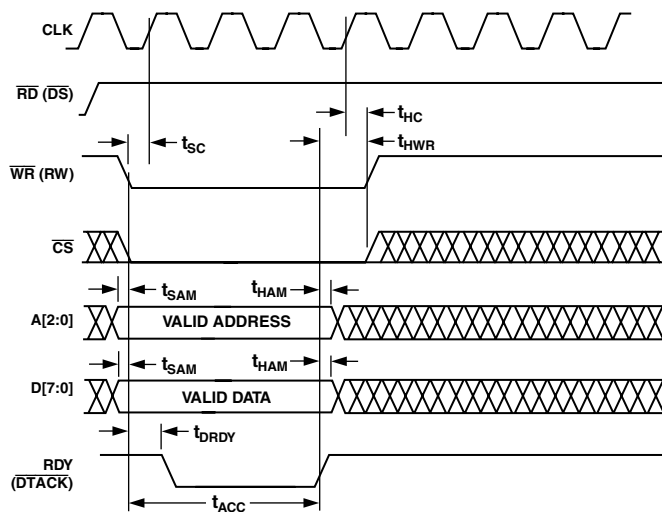 CLK
RD (DS)
tHC
tSC
tHWR
WR (RW)
CS
tSAM tHAM
A[2:0] VALID ADDRESS
tSAM tHAM
D[7:0] VALID DATA
tDRDY
RDY
(DTACK)
tACC